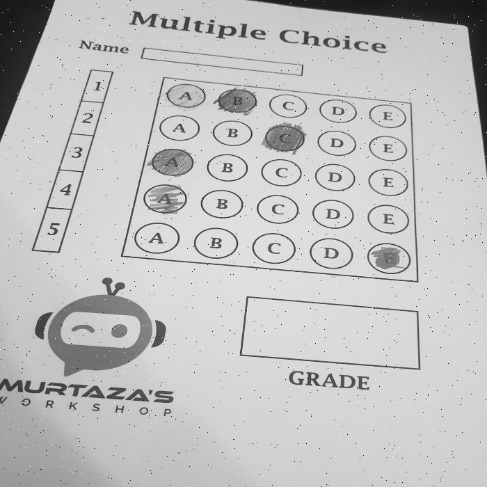 Multiple Choice
Name
1 A B C D E
2 A B C D E
3 A B C D E
4 A B C D E
5 A B C D E
GRADE
MURTAZA'S
WORKSHOP